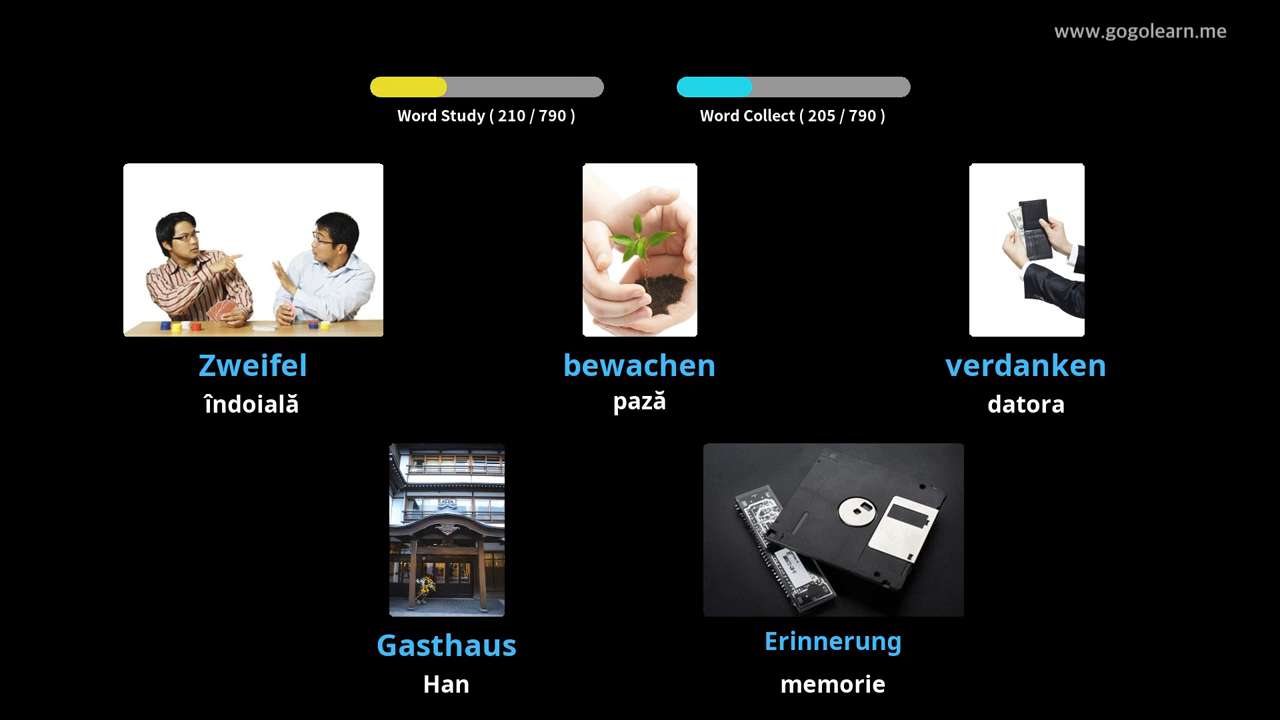 www.gogolearn.me
Word Study ( 210 / 790 )
Word Collect ( 205 / 790 )
Zweifel
îndoială
bewachen
pază
verdanken
datora
Gasthaus
Han
Erinnerung
memorie